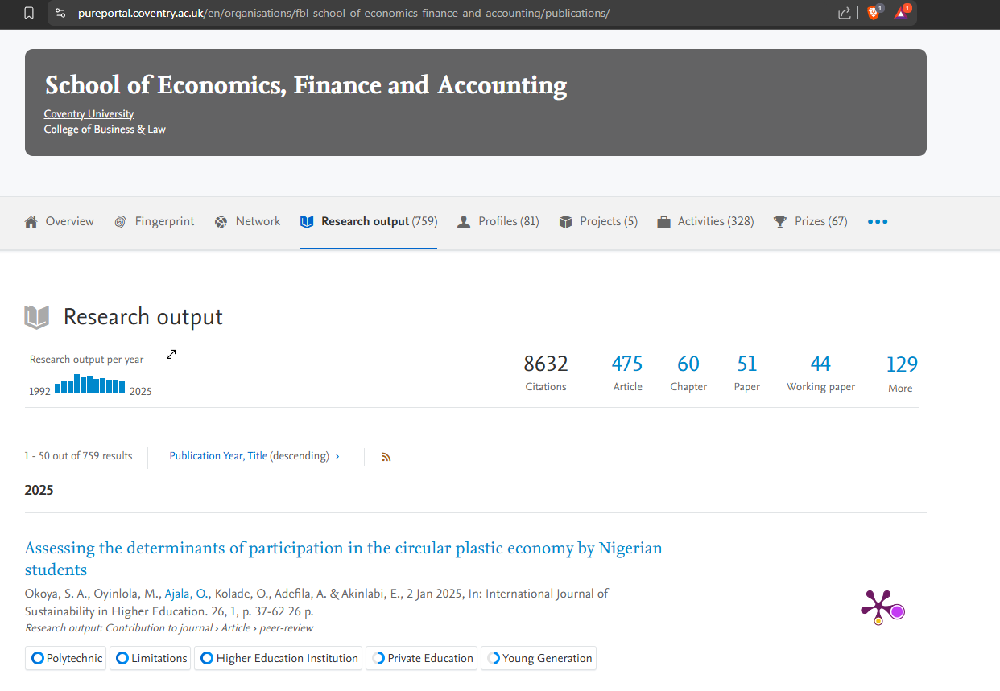 pureportal.coventry.ac.uk/en/organisations/fbl-school-of-economics-finance-and-accounting/publications/
1
1
School of Economics, Finance and Accounting
Coventry University
College of Business & Law
Overview
Fingerprint
Network
Research output (759)
Profiles (81)
Projects (5)
Activities (328)
Prizes (67)
Research output
Research output per year
1992
2025
8632
Citations
475
Article
60
Chapter
51
Paper
44
Working paper
129
More
1 - 50 out of 759 results
Publication Year, Title (descending) ›
2025
Assessing the determinants of participation in the circular plastic economy by Nigerian
students
Okoya, S. A., Oyinlola, M., Ajala, O., Kolade, O., Adefila, A. & Akinlabi, E., 2 Jan 2025, In: International Journal of
Sustainability in Higher Education. 26, 1, p. 37-62 26 p.
Research output: Contribution to journal › Article › peer-review
Polytechnic
Limitations
Higher Education Institution
Private Education
Young Generation